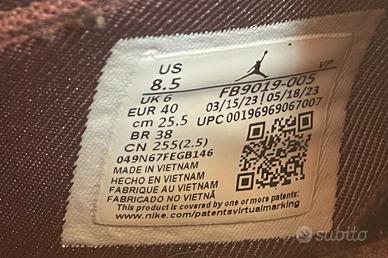 US
8.5
VP
UK 6
FB9019-005
EUR 40
03/15/23 05/18/23
cm 25.5
UPC 00196969067007
BR 38
CN 255(2.5)
049N67FEGB146
MADE IN VIETNAM
HECHO EN VIETNAM
FABRIQUE AU VIETNAM
FABRICADO NO VIETNÃ
This product is covered by one or more patents:
www.nike.com/patentsvirtualmarking
subito